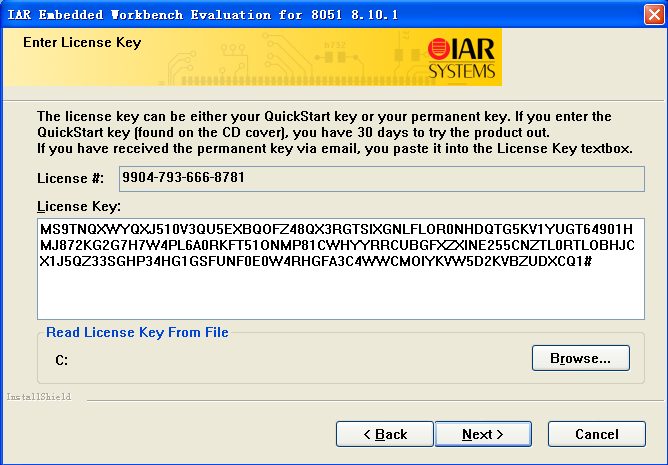 IAR Embedded Workbench Evaluation for 8051 8.10.1
Enter License Key
IAR
SYSTEMS
The license key can be either your QuickStart key or your permanent key. If you enter the
QuickStart key (found on the CD cover), you have 30 days to try the product out.
If you have received the permanent key via email, you paste it into the License Key textbox.
License #: 9904-793-666-8781
License Key:
MS9TNQXWYQXJ510V3QU5EXBQOFZ48QX3RGTSIXGNLFLOR0NHDQTG5KV1YUGT64901H
MJ872KG2G7H7W4PL6A0RKFT51ONMP81CWHYYRRCUBGFXZXINE255CNZTL0RTLOBHJC
X1J5QZ33SGHP34HG1GSFUNF0E0W4RHGFA3C4WWCMOIYKVW5D2KVBZUDXCQ1#
Read License Key From File
C:
Browse...
InstallShield
< Back
Next >
Cancel